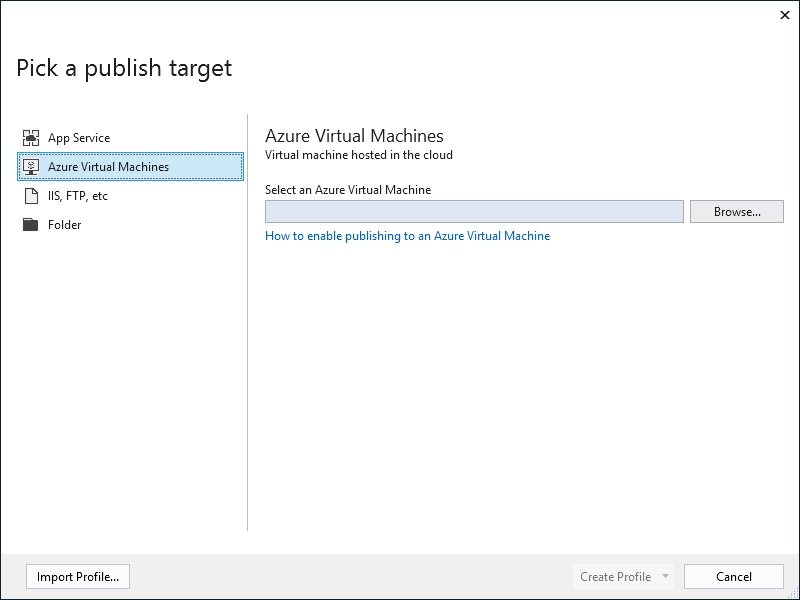 Pick a publish target
App Service
Azure Virtual Machines
IIS, FTP, etc
Folder
Azure Virtual Machines
Virtual machine hosted in the cloud
Select an Azure Virtual Machine
Browse...
How to enable publishing to an Azure Virtual Machine
Import Profile...
Create Profile
Cancel